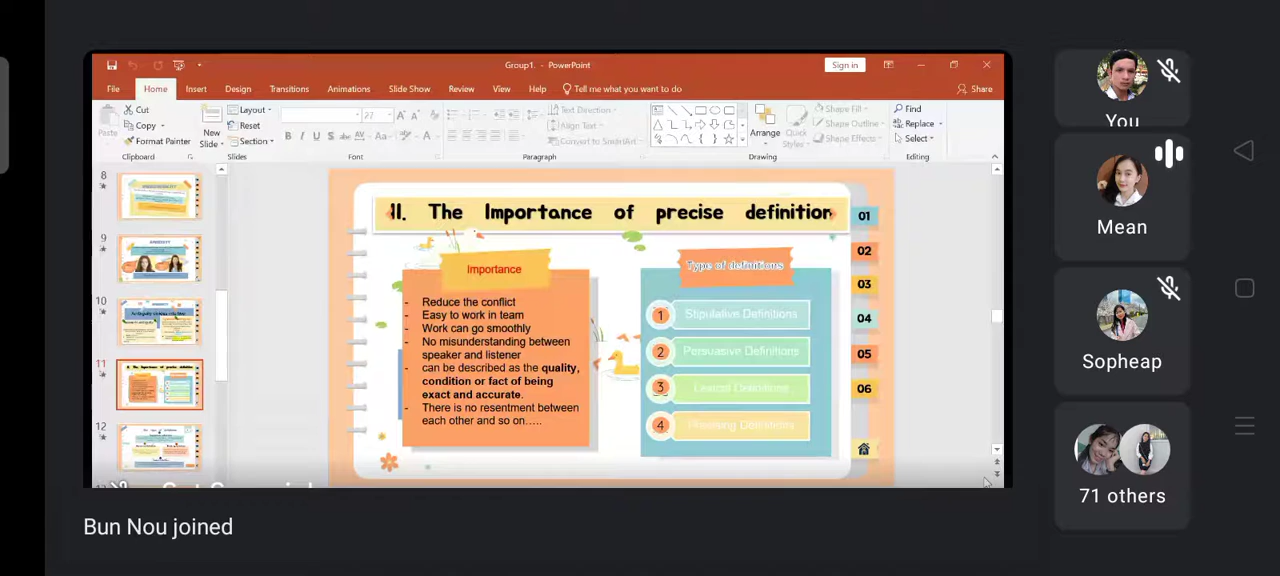 Group1. - PowerPoint
Sign in
File Home Insert Design Transitions Animations Slide Show Review View Help Tell me what you want to do
Share
Paste
Cut
Copy
Format Painter
Clipboard
New Slide
Layout
Reset
Section
Slides
27
B I U S abc AV Aa A
Font
Text Direction
Align Text
Convert to SmartArt
Paragraph
Arrange
Quick Styles
Shape Fill
Shape Outline
Shape Effects
Drawing
Find
Replace
Select
Editing
8
9
10
11
12
II. The Importance of precise definition
Importance
- Reduce the conflict
- Easy to work in team
- Work can go smoothly
- No misunderstanding between
speaker and listener
- can be described as the quality,
condition or fact of being
exact and accurate.
- There is no resentment between
each other and so on…..
Type of definitions
1 Stipulative Definitions
2 Persuasive Definitions
3 Lexical Definitions
4 Precising Definitions
01
02
03
04
05
06
You
Mean
Sopheap
71 others
Bun Nou joined